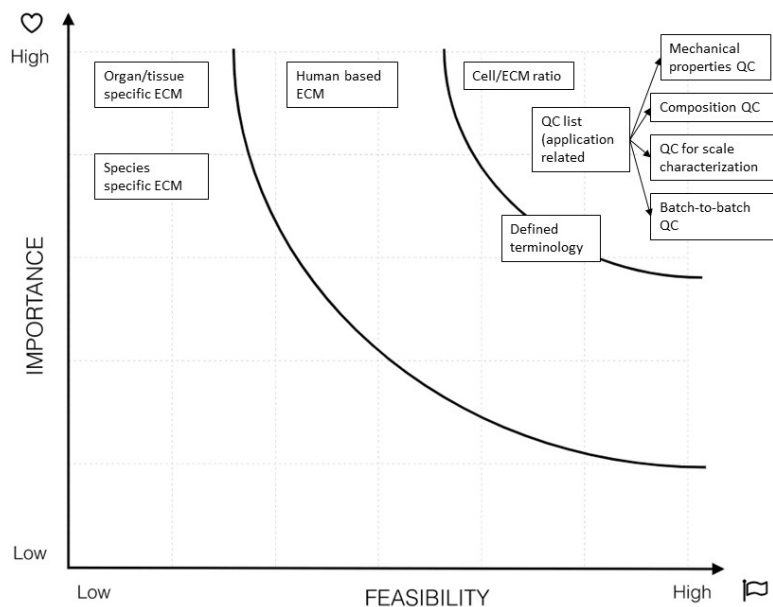 High
Organ/tissue
specific ECM
Human based
ECM
Cell/ECM ratio
Mechanical
properties QC
QC list
(application
related
Composition QC
QC for scale
characterization
Batch-to-batch
QC
Species
specific ECM
Defined
terminology
IMPORTANCE
Low
Low
FEASIBILITY
High